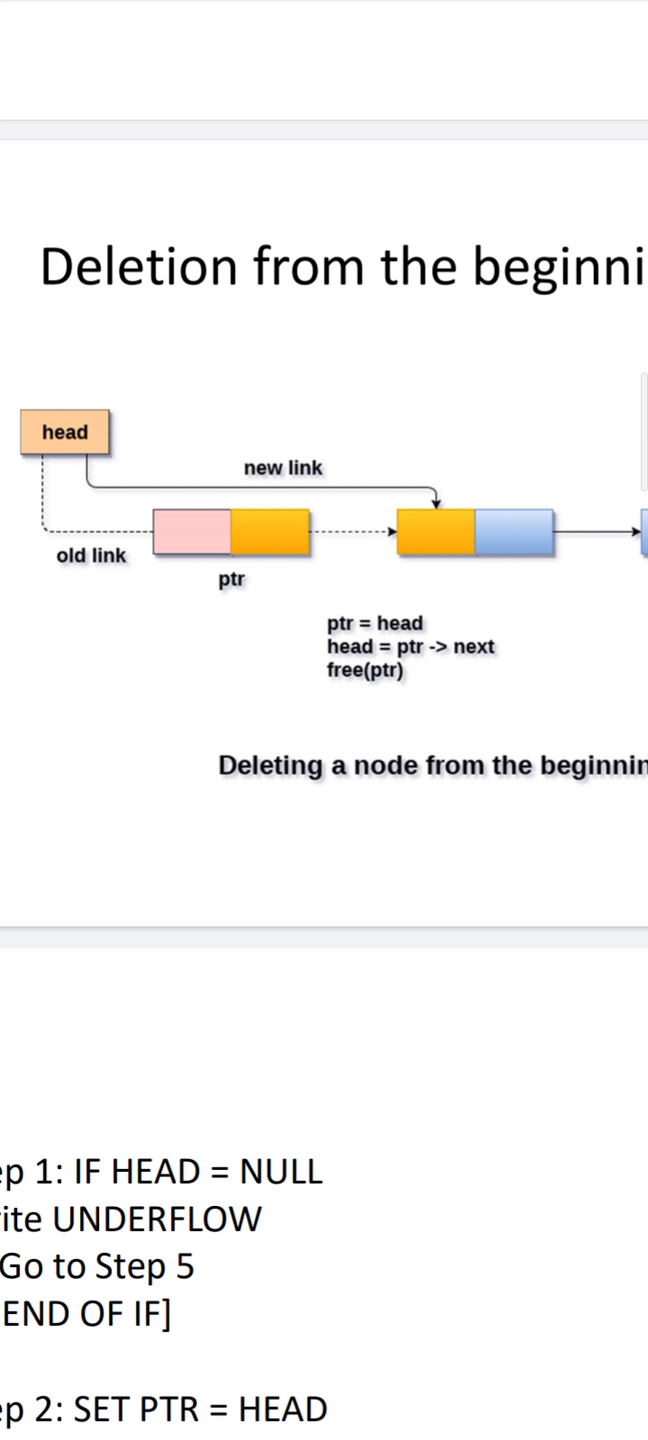 Deletion from the beginni
head
new link
old link
ptr
ptr = head
head = ptr -> next
free(ptr)
Deleting a node from the beginnin
ep 1: IF HEAD = NULL
rite UNDERFLOW
Go to Step 5
END OF IF]
ep 2: SET PTR = HEAD